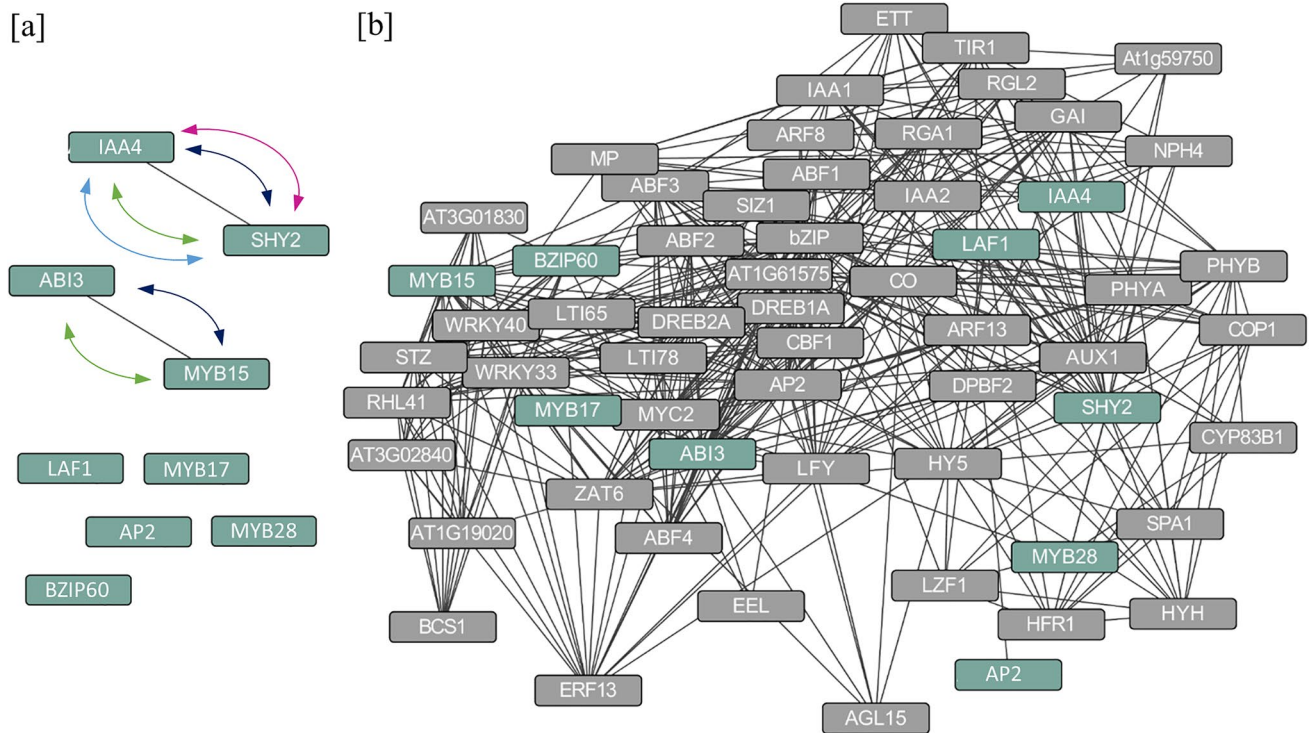 [a]
IAA4
SHY2
ABI3
MYB15
LAF1
MYB17
AP2
MYB28
BZIP60
[b]
ETT
TIR1
At1g59750
IAA1
RGL2
GAI
ARF8
RGA1
NPH4
MP
ABF3
ABF1
IAA2
IAA4
SIZ1
AT3G01830
ABF2
bZIP
LAF1
BZIP60
MYB15
AT1G61575
CO
PHYA
PHYB
LTI65
DREB1A
WRKY40
DREB2A
ARF13
COP1
CBF1
STZ
LTI78
AUX1
WRKY33
AP2
DPBF2
RHL41
MYB17
MYC2
SHY2
CYP83B1
AT3G02840
ABI3
LFY
HY5
ZAT6
AT1G19020
ABF4
SPA1
MYB28
LZF1
EEL
BCS1
HFR1
HYH
AP2
ERF13
AGL15